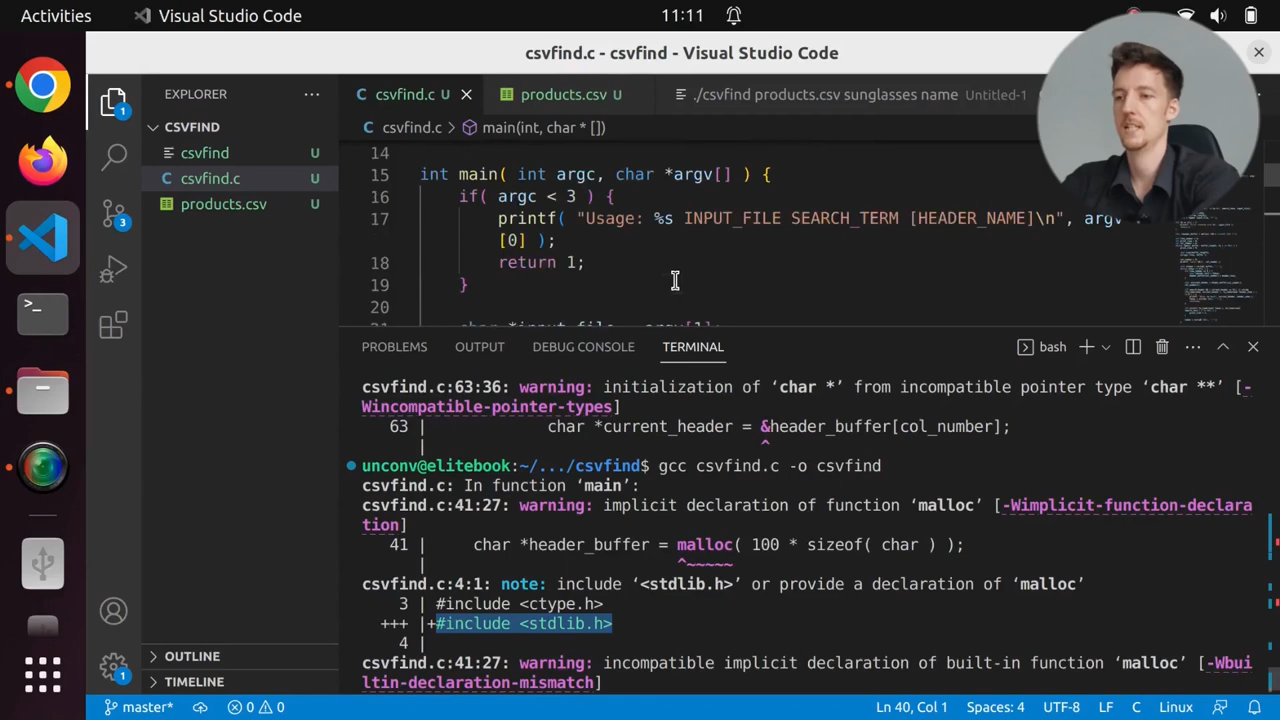 Activities
Visual Studio Code
11:11
csvfind.c - csvfind - Visual Studio Code
EXPLORER
csvfind.c U
products.csv U
./csvfind products.csv sunglasses name Untitled-1
CSVFIND
csvfind.c > main(int, char * [])
csvfind U
csvfind.c U
products.csv U
14
15 int main( int argc, char *argv[] ) {
16 if( argc < 3 ) {
17 printf( "Usage: %s INPUT_FILE SEARCH_TERM [HEADER_NAME]\n", argv
[0] );
18 return 1;
19 }
20
PROBLEMS OUTPUT DEBUG CONSOLE TERMINAL
bash
csvfind.c:63:36: warning: initialization of ‘char *’ from incompatible pointer type ‘char **’ [-
Wincompatible-pointer-types]
63 | char *current_header = &header_buffer[col_number];
| ^
unconv@elitebook:~/.../csvfind$ gcc csvfind.c -o csvfind
csvfind.c: In function ‘main’:
csvfind.c:41:27: warning: implicit declaration of function ‘malloc’ [-Wimplicit-function-declara
tion]
41 | char *header_buffer = malloc( 100 * sizeof( char ) );
| ^~~~~~
csvfind.c:4:1: note: include ‘<stdlib.h>’ or provide a declaration of ‘malloc’
3 | #include <ctype.h>
+++ |+#include <stdlib.h>
4 |
csvfind.c:41:27: warning: incompatible implicit declaration of built-in function ‘malloc’ [-Wbui
ltin-declaration-mismatch]
OUTLINE
TIMELINE
1
3
1
master*
0 0
Ln 40, Col 1
Spaces: 4
UTF-8
LF
C
Linux